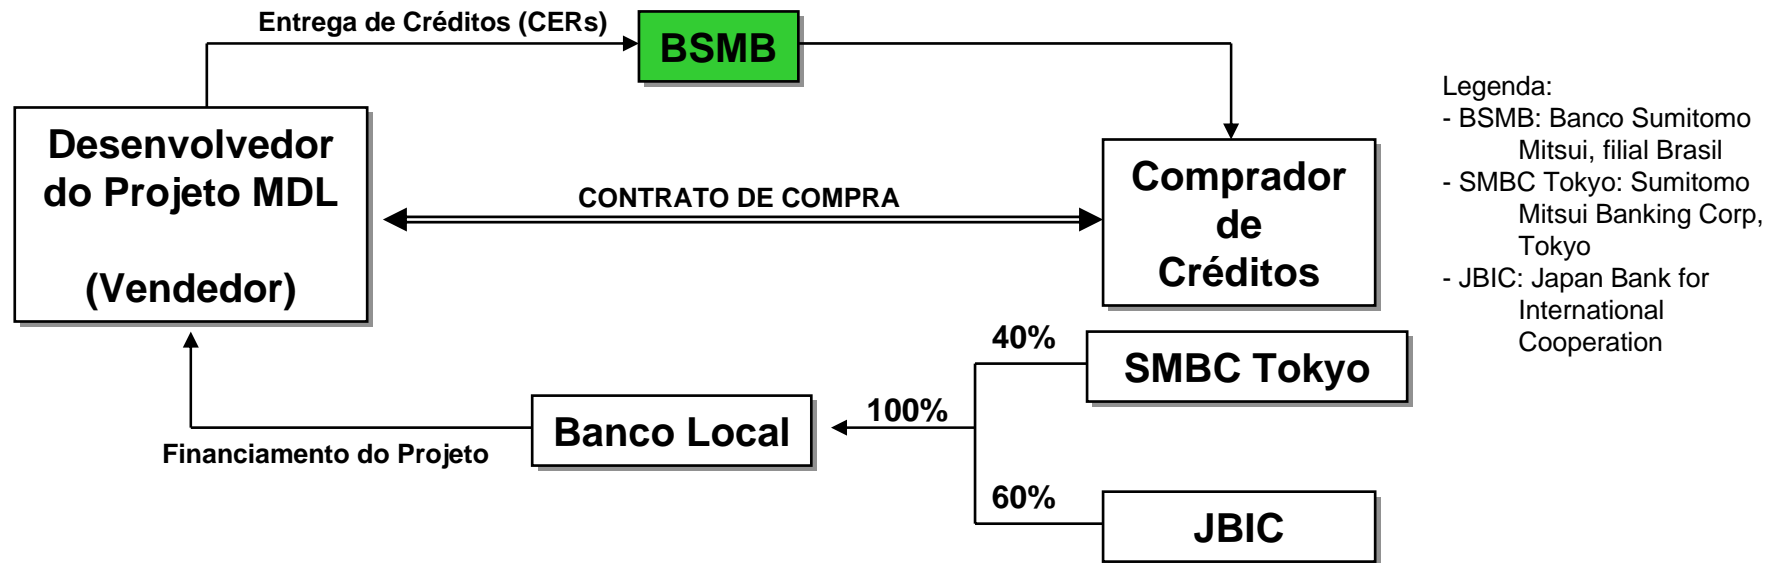 Entrega de Créditos (CERs)
BSMB
Desenvolvedor
do Projeto MDL
(Vendedor)
CONTRATO DE COMPRA
Comprador
de
Créditos
Legenda:
- BSMB: Banco Sumitomo
Mitsui, filial Brasil
- SMBC Tokyo: Sumitomo
Mitsui Banking Corp,
Tokyo
- JBIC: Japan Bank for
International
Cooperation
40%
SMBC Tokyo
100%
Banco Local
Financiamento do Projeto
60%
JBIC